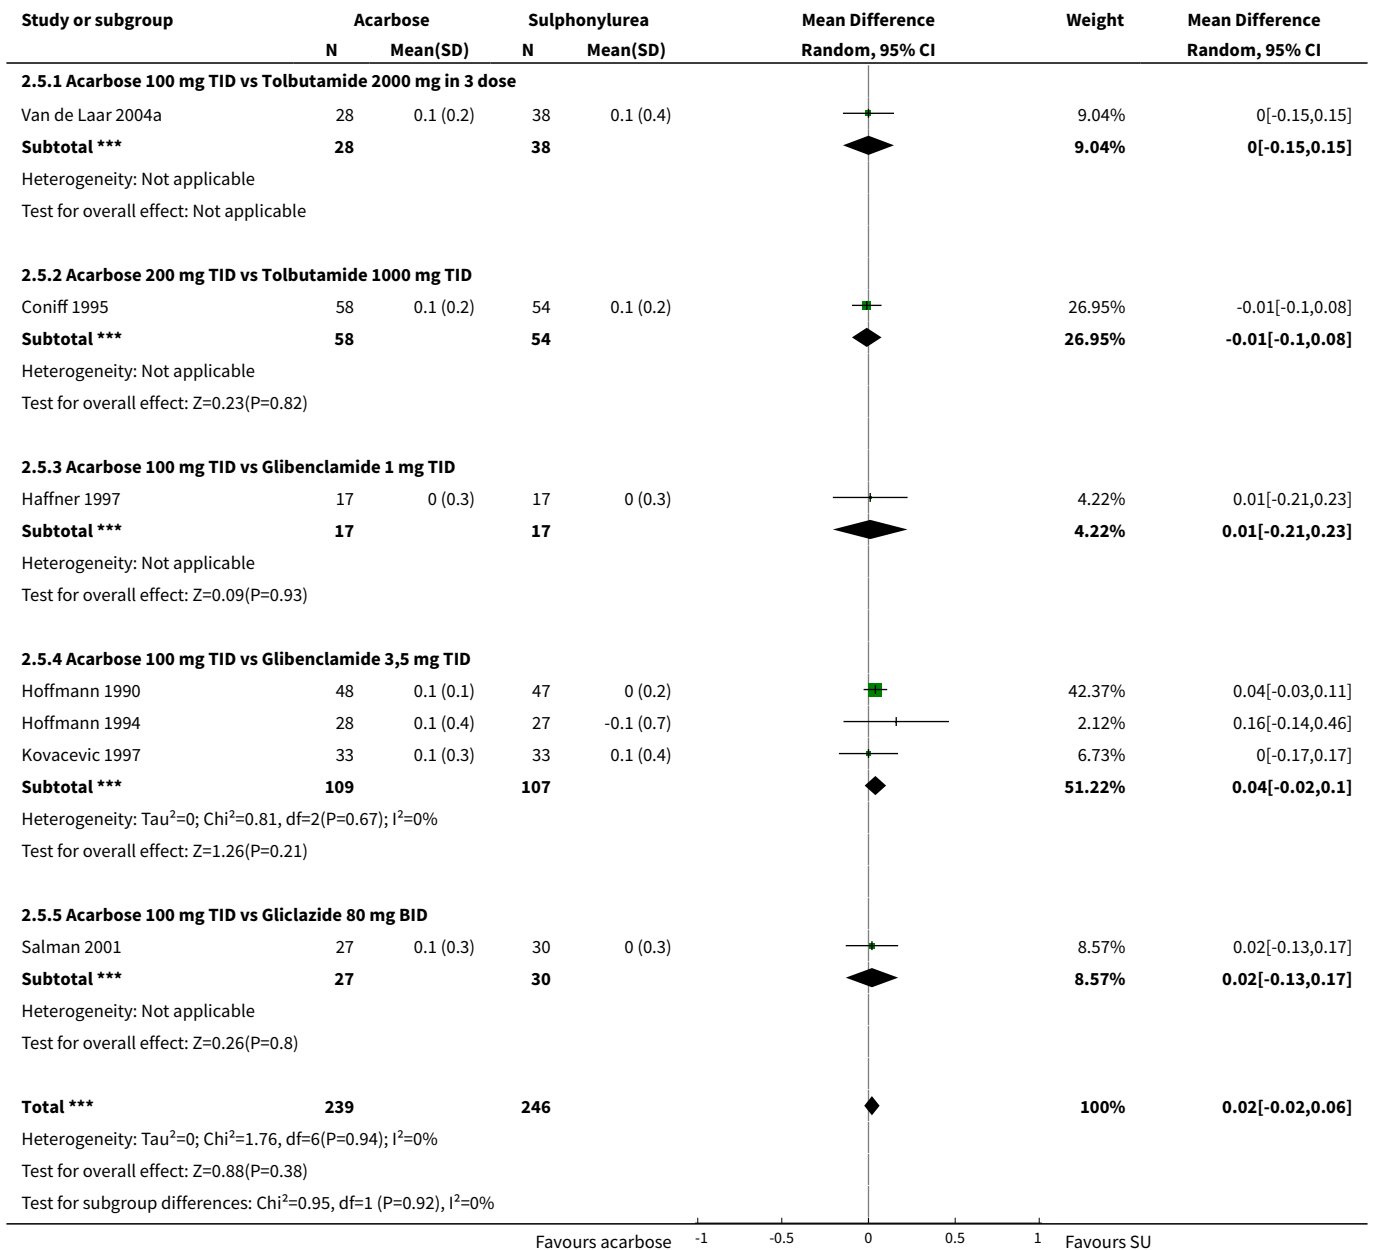 Study or subgroup Acarbose Sulphonylurea Mean Difference Weight Mean Difference
N Mean(SD) N Mean(SD) Random, 95% CI Random, 95% CI
2.5.1 Acarbose 100 mg TID vs Tolbutamide 2000 mg in 3 dose
Van de Laar 2004a 28 0.1 (0.2) 38 0.1 (0.4) 9.04% 0[-0.15,0.15]
Subtotal *** 28 38 9.04% 0[-0.15,0.15]
Heterogeneity: Not applicable
Test for overall effect: Not applicable
2.5.2 Acarbose 200 mg TID vs Tolbutamide 1000 mg TID
Coniff 1995 58 0.1 (0.2) 54 0.1 (0.2) 26.95% -0.01[-0.1,0.08]
Subtotal *** 58 54 26.95% -0.01[-0.1,0.08]
Heterogeneity: Not applicable
Test for overall effect: Z=0.23(P=0.82)
2.5.3 Acarbose 100 mg TID vs Glibenclamide 1 mg TID
Haffner 1997 17 0 (0.3) 17 0 (0.3) 4.22% 0.01[-0.21,0.23]
Subtotal *** 17 17 4.22% 0.01[-0.21,0.23]
Heterogeneity: Not applicable
Test for overall effect: Z=0.09(P=0.93)
2.5.4 Acarbose 100 mg TID vs Glibenclamide 3,5 mg TID
Hoffmann 1990 48 0.1 (0.1) 47 0 (0.2) 42.37% 0.04[-0.03,0.11]
Hoffmann 1994 28 0.1 (0.4) 27 -0.1 (0.7) 2.12% 0.16[-0.14,0.46]
Kovacevic 1997 33 0.1 (0.3) 33 0.1 (0.4) 6.73% 0[-0.17,0.17]
Subtotal *** 109 107 51.22% 0.04[-0.02,0.1]
Heterogeneity: Tau²=0; Chi²=0.81, df=2(P=0.67); I²=0%
Test for overall effect: Z=1.26(P=0.21)
2.5.5 Acarbose 100 mg TID vs Gliclazide 80 mg BID
Salman 2001 27 0.1 (0.3) 30 0 (0.3) 8.57% 0.02[-0.13,0.17]
Subtotal *** 27 30 8.57% 0.02[-0.13,0.17]
Heterogeneity: Not applicable
Test for overall effect: Z=0.26(P=0.8)
Total *** 239 246 100% 0.02[-0.02,0.06]
Heterogeneity: Tau²=0; Chi²=1.76, df=6(P=0.94); I²=0%
Test for overall effect: Z=0.88(P=0.38)
Test for subgroup differences: Chi²=0.95, df=1 (P=0.92), I²=0%
Favours acarbose -1 -0.5 0 0.5 1 Favours SU